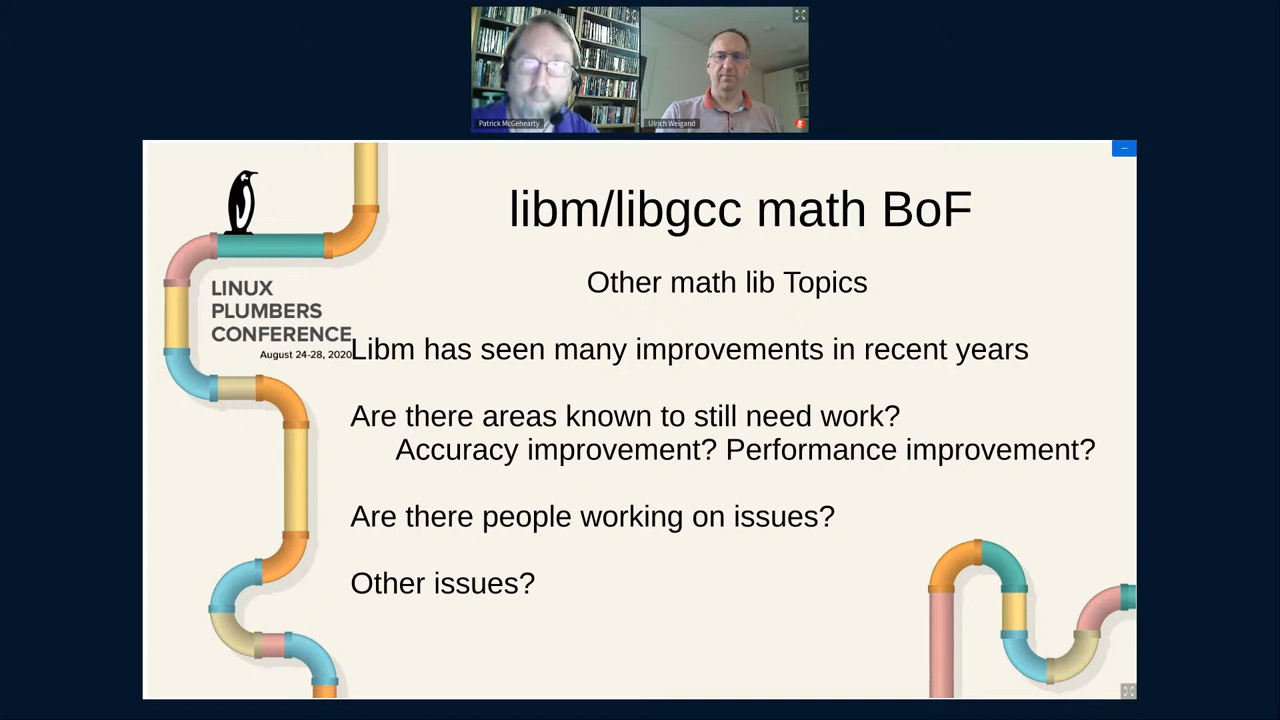 Patrick McGehearty
Ulrich Weigand
libm/libgcc math BoF
Other math lib Topics
LINUX
PLUMBERS
CONFERENCE
August 24-28, 2020
Libm has seen many improvements in recent years
Are there areas known to still need work?
Accuracy improvement? Performance improvement?
Are there people working on issues?
Other issues?